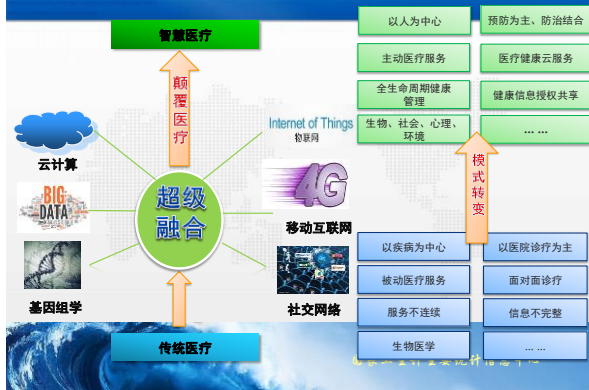 智慧医疗
颠覆医疗
云计算
BIG
DATA
基因组学
超级
融合
Internet of Things
物联网
4G
移动互联网
社交网络
传统医疗
以人为中心
预防为主、防治结合
主动医疗服务
医疗健康云服务
全生命周期健康
管理
健康信息授权共享
生物、社会、心理、
环境
... ...
模式转变
以疾病为中心
以医院诊疗为主
被动医疗服务
面对面诊疗
服务不连续
信息不完整
生物医学
... ...